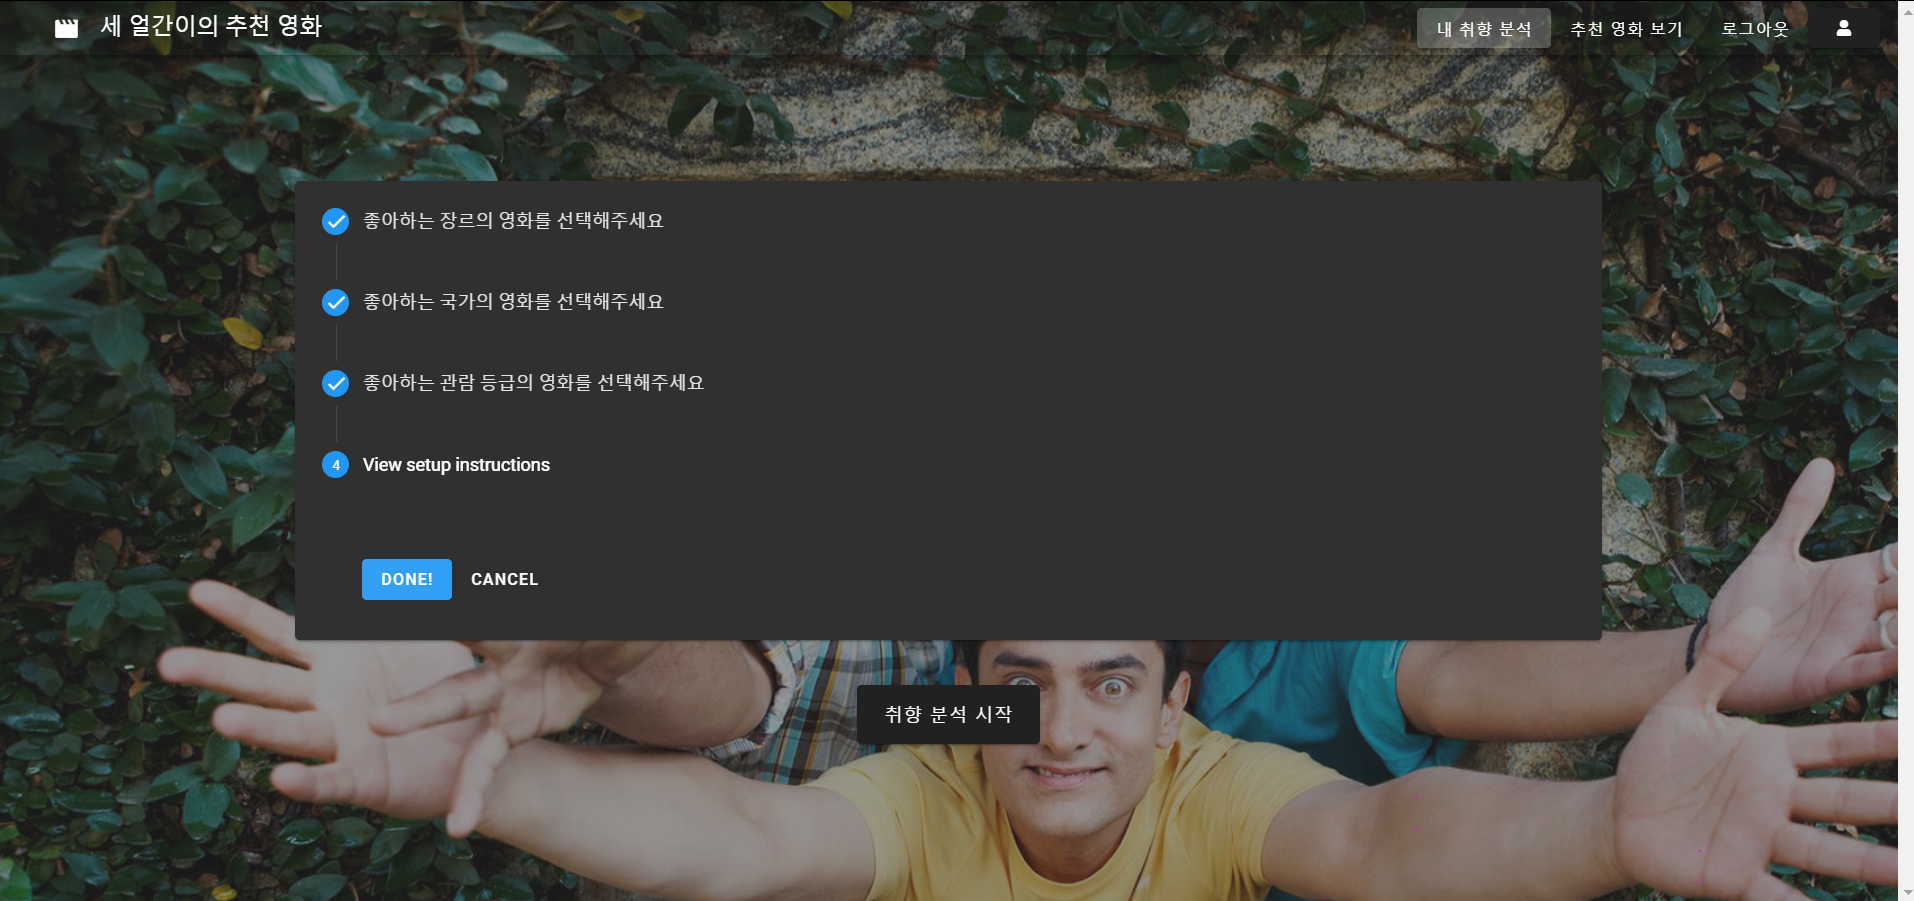 세 얼간이의 추천 영화
내 취향 분석 추천 영화 보기 로그아웃
좋아하는 장르의 영화를 선택해주세요
좋아하는 국가의 영화를 선택해주세요
좋아하는 관람 등급의 영화를 선택해주세요
4 View setup instructions
DONE! CANCEL
취향 분석 시작